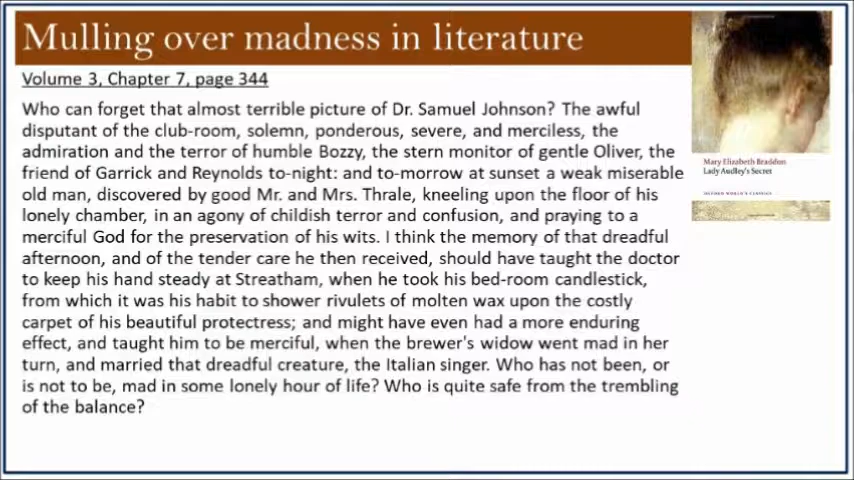 Mulling over madness in literature
Volume 3, Chapter 7, page 344
Who can forget that almost terrible picture of Dr. Samuel Johnson? The awful
disputant of the club-room, solemn, ponderous, severe, and merciless, the
admiration and the terror of humble Bozzy, the stern monitor of gentle Oliver, the
friend of Garrick and Reynolds to-night: and to-morrow at sunset a weak miserable
old man, discovered by good Mr. and Mrs. Thrale, kneeling upon the floor of his
lonely chamber, in an agony of childish terror and confusion, and praying to a
merciful God for the preservation of his wits. I think the memory of that dreadful
afternoon, and of the tender care he then received, should have taught the doctor
to keep his hand steady at Streatham, when he took his bed-room candlestick,
from which it was his habit to shower rivulets of molten wax upon the costly
carpet of his beautiful protectress; and might have even had a more enduring
effect, and taught him to be merciful, when the brewer's widow went mad in her
turn, and married that dreadful creature, the Italian singer. Who has not been, or
is not to be, mad in some lonely hour of life? Who is quite safe from the trembling
of the balance?
Mary Elizabeth Braddon
Lady Audley's Secret
OXFORD WORLD'S CLASSICS